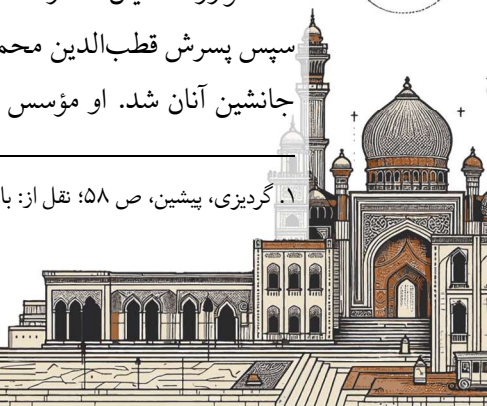 سپس پسرش قطب‌الدین محم
جانشین آنان شد. او مؤسس
۱. گردیزی، پیشین، ص ۵۸؛ نقل از: با